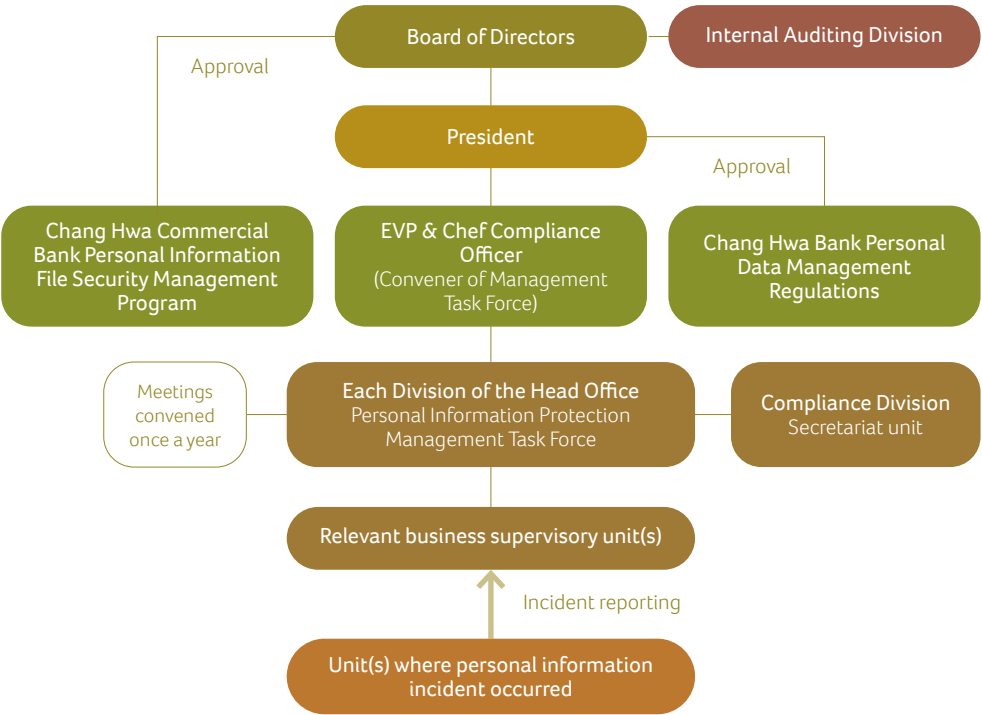 Board of Directors
Internal Auditing Division
Approval
President
Approval
Chang Hwa Commercial
Bank Personal Information
File Security Management
Program
EVP & Chef Compliance
Officer
(Convener of Management
Task Force)
Chang Hwa Bank Personal
Data Management
Regulations
Meetings
convened
once a year
Each Division of the Head Office
Personal Information Protection
Management Task Force
Compliance Division
Secretariat unit
Relevant business supervisory unit(s)
Incident reporting
Unit(s) where personal information
incident occurred